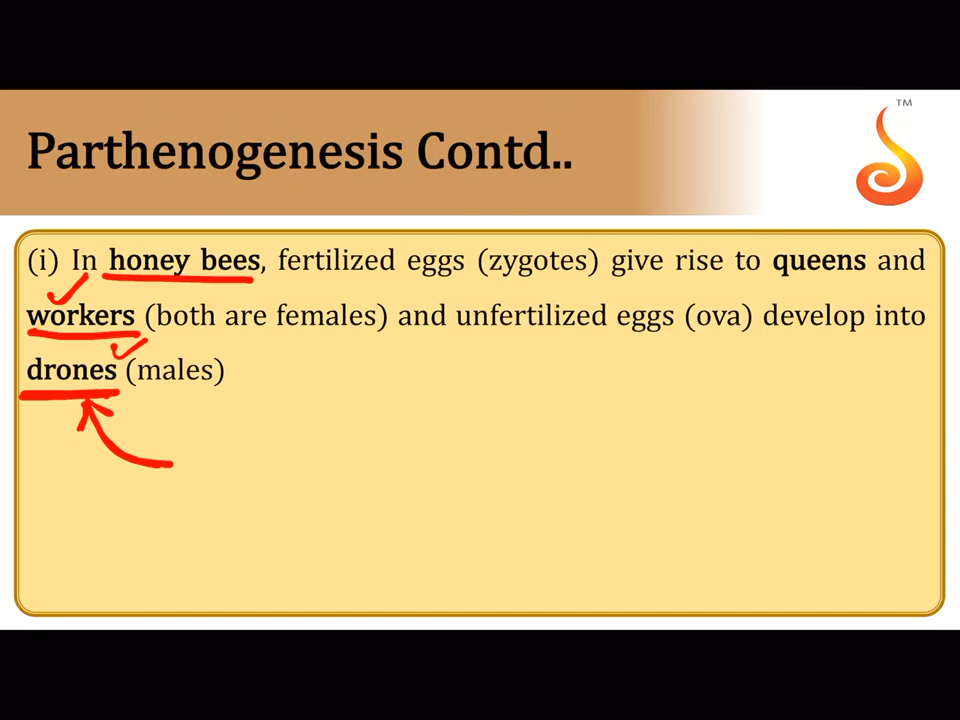 TM
Parthenogenesis Contd..
(i) In honey bees, fertilized eggs (zygotes) give rise to queens and
workers (both are females) and unfertilized eggs (ova) develop into
drones (males)